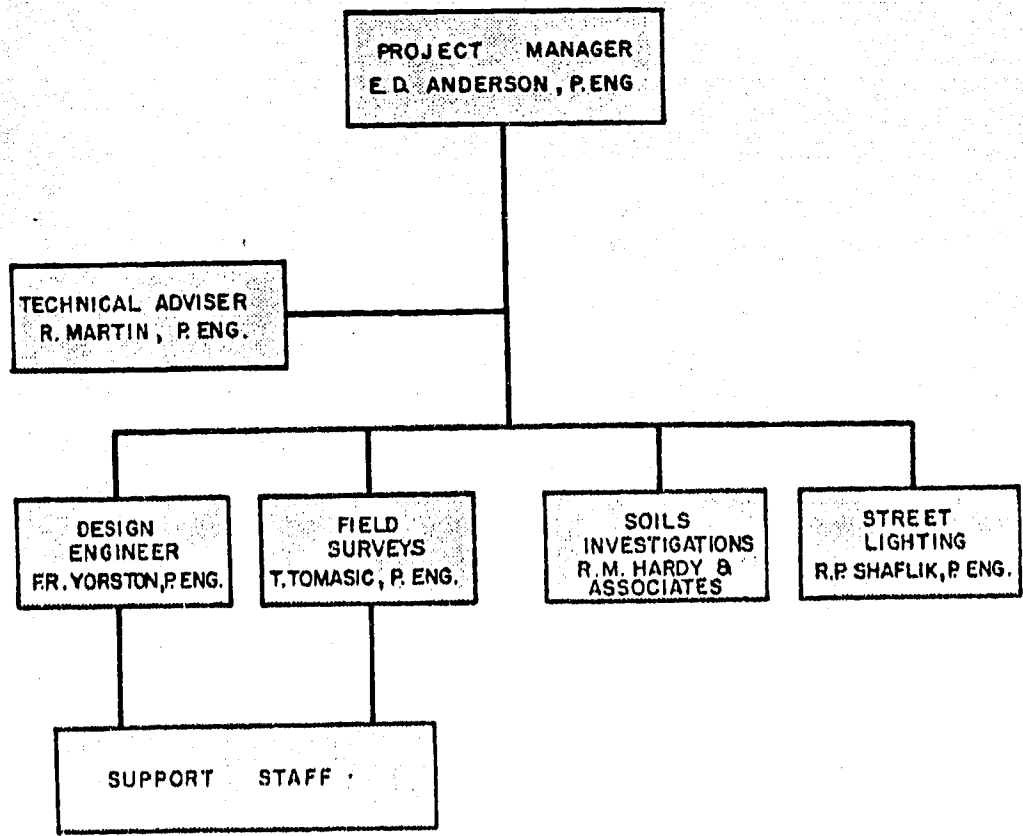 PROJECT MANAGER
E. D. ANDERSON, P. ENG
TECHNICAL ADVISER
R. MARTIN, P. ENG.
DESIGN
ENGINEER
F.R. YORSTON, P. ENG.
FIELD
SURVEYS
T. TOMASIC, P. ENG.
SOILS
INVESTIGATIONS
R. M. HARDY &
ASSOCIATES
STREET
LIGHTING
R.P. SHAFLIK, P. ENG.
SUPPORT STAFF